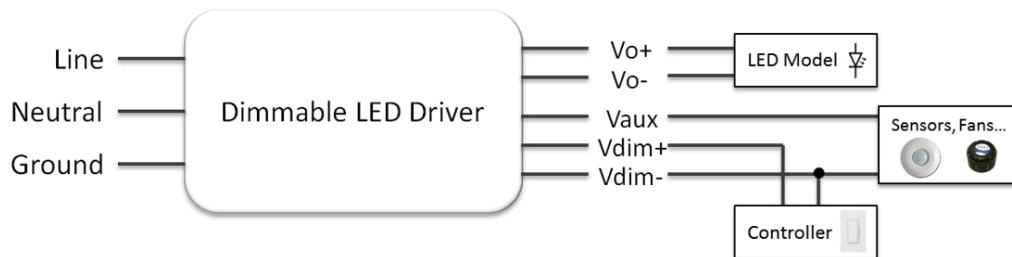 Line
Neutral
Ground
Dimmable LED Driver
Vo+
Vo-
Vaux
Vdim+
Vdim-
LED Model
Sensors, Fans...
Controller